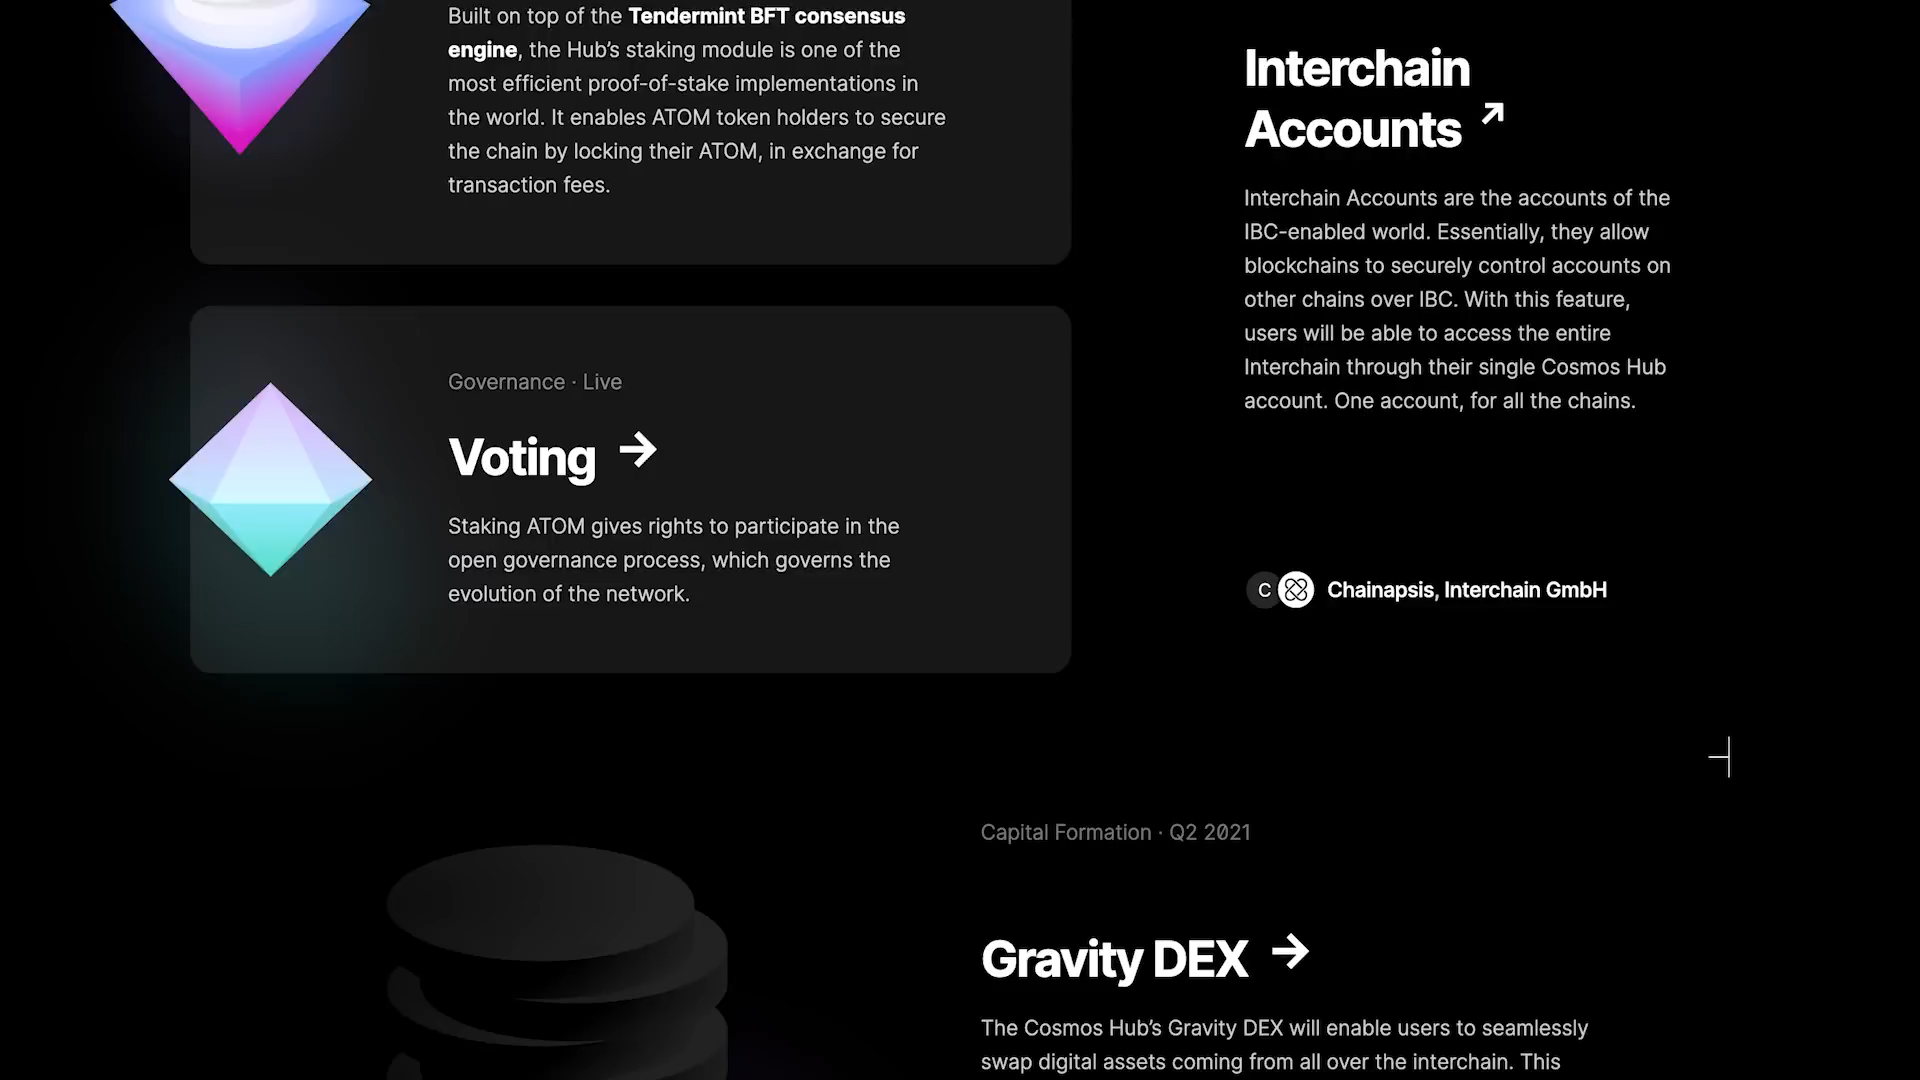 Built on top of the Tendermint BFT consensus
engine, the Hub’s staking module is one of the
most efficient proof-of-stake implementations in
the world. It enables ATOM token holders to secure
the chain by locking their ATOM, in exchange for
transaction fees.
Governance · Live
Voting →
Staking ATOM gives rights to participate in the
open governance process, which governs the
evolution of the network.
Interchain
Accounts ↗
Interchain Accounts are the accounts of the
IBC-enabled world. Essentially, they allow
blockchains to securely control accounts on
other chains over IBC. With this feature,
users will be able to access the entire
Interchain through their single Cosmos Hub
account. One account, for all the chains.
C Chainapsis, Interchain GmbH
Capital Formation · Q2 2021
Gravity DEX →
The Cosmos Hub’s Gravity DEX will enable users to seamlessly
swap digital assets coming from all over the interchain. This